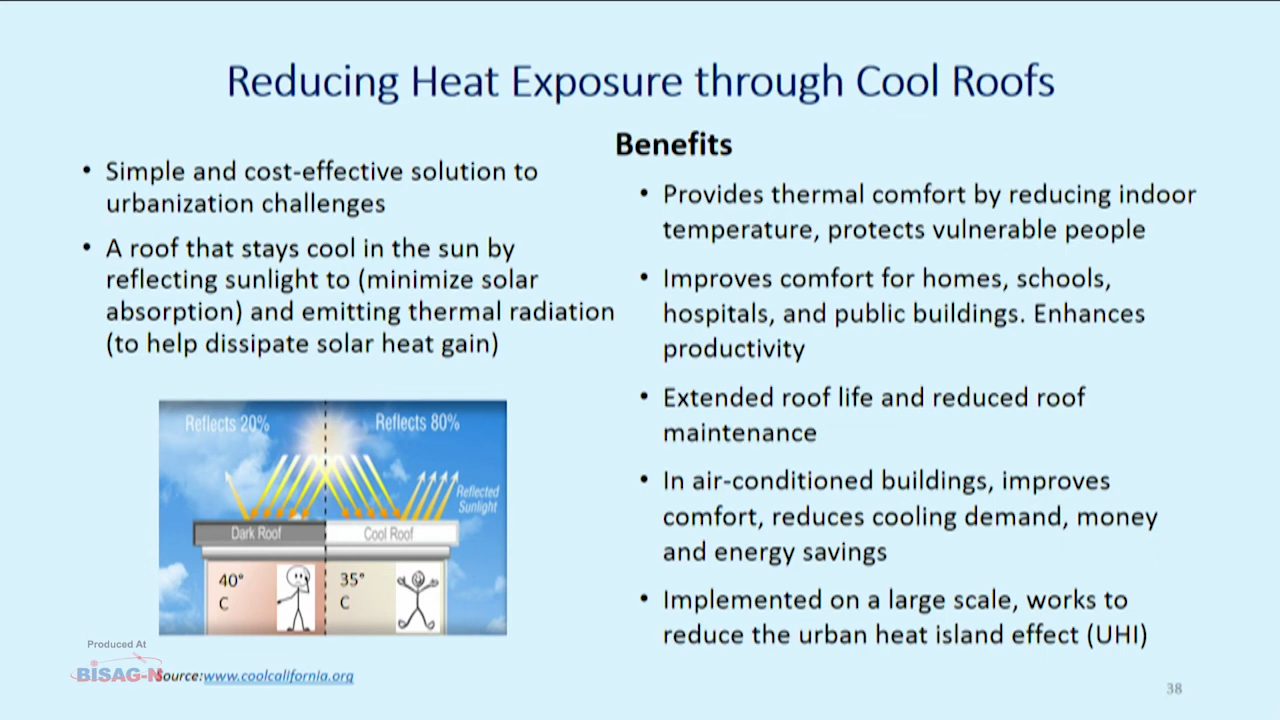 Reducing Heat Exposure through Cool Roofs
• Simple and cost-effective solution to
urbanization challenges
• A roof that stays cool in the sun by
reflecting sunlight to (minimize solar
absorption) and emitting thermal radiation
(to help dissipate solar heat gain)
Reflects 20%
Reflects 80%
Reflected
Sunlight
Dark Roof
Cool Roof
40°
C
35°
C
Produced At
BISAG-N
Source:www.coolcalifornia.org
Benefits
• Provides thermal comfort by reducing indoor
temperature, protects vulnerable people
• Improves comfort for homes, schools,
hospitals, and public buildings. Enhances
productivity
• Extended roof life and reduced roof
maintenance
• In air-conditioned buildings, improves
comfort, reduces cooling demand, money
and energy savings
• Implemented on a large scale, works to
reduce the urban heat island effect (UHI)
38